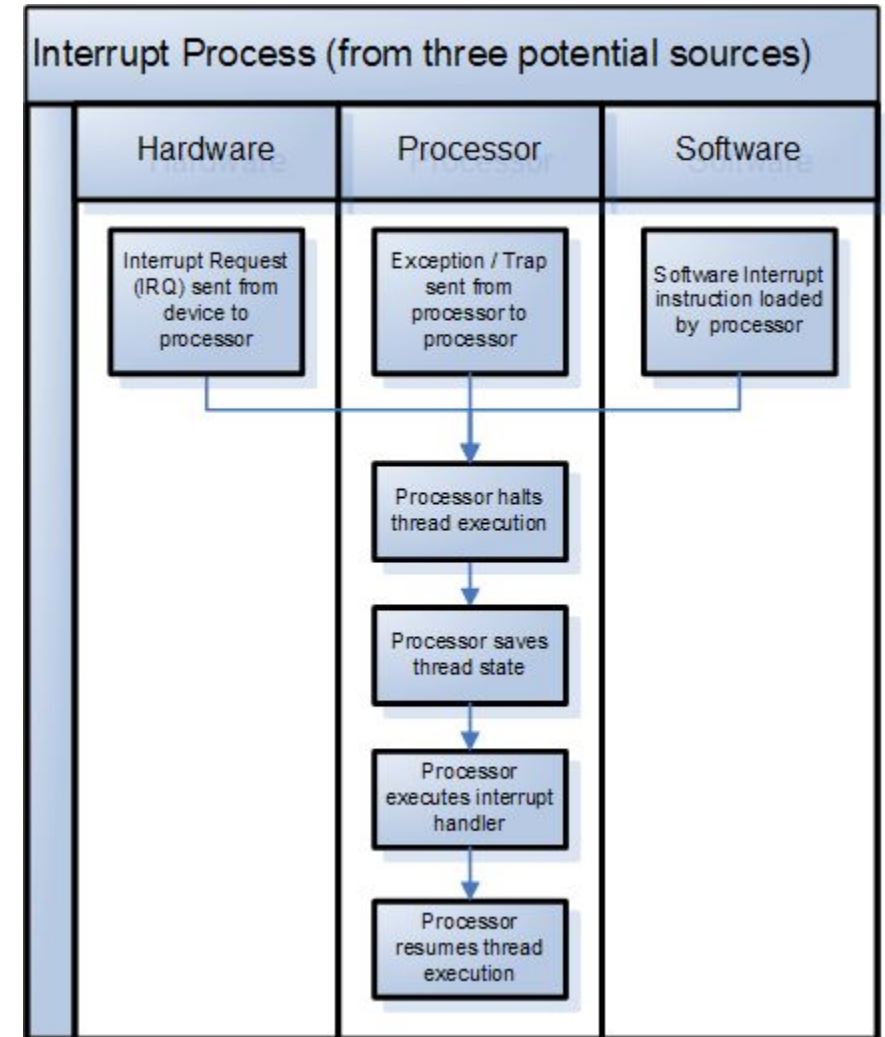 Interrupt Process (from three potential sources)
Hardware
Processor
Software
Interrupt Request
(IRQ) sent from
device to
processor
Exception / Trap
sent from
processor to
processor
Software Interrupt
instruction loaded
by processor
Processor halts
thread execution
Processor saves
thread state
Processor
executes interrupt
handler
Processor
resumes thread
execution